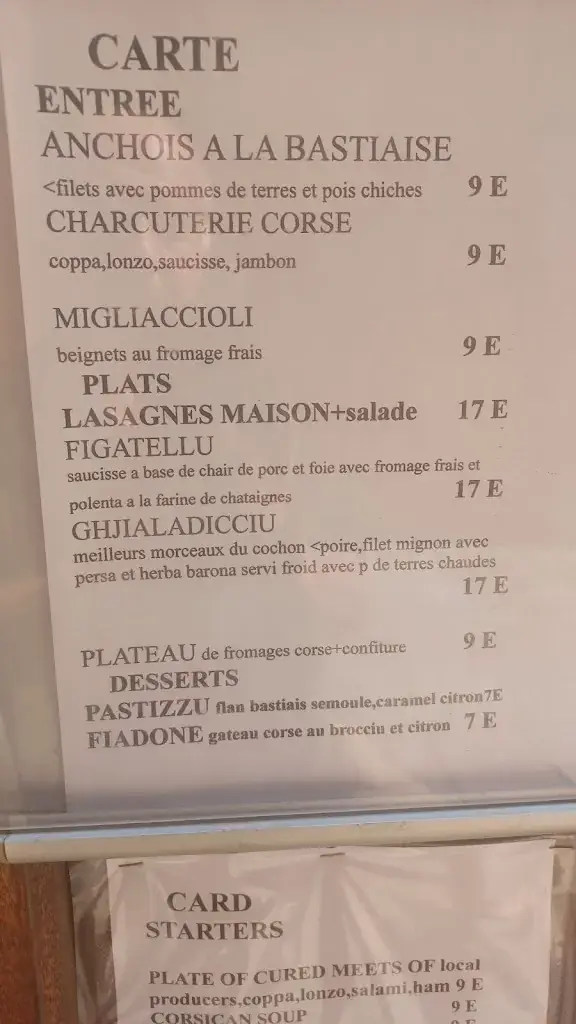 CARTE
ENTREE
ANCHOIS A LA BASTIAISE
<filets avec pommes de terres et pois chiches 9 E
CHARCUTERIE CORSE
coppa,lonzo,saucisse, jambon 9 E
MIGLIACCIOLI
beignets au fromage frais 9 E
PLATS
LASAGNES MAISON+salade 17 E
FIGATELLU
saucisse a base de chair de porc et foie avec fromage frais et
polenta a la farine de chataignes 17 E
GHJIALADICCIU
meilleurs morceaux du cochon <poire,filet mignon avec
persa et herba barona servi froid avec p de terres chaudes
17 E
PLATEAU de fromages corse+confiture 9 E
DESSERTS
PASTIZZU flan bastiais semoule,caramel citron7E
FIADONE gateau corse au brocciu et citron 7 E
CARD
STARTERS
PLATE OF CURED MEETS OF local
producers,coppa,lonzo,salami,ham 9 E
CORSICAN SOUP 9 E